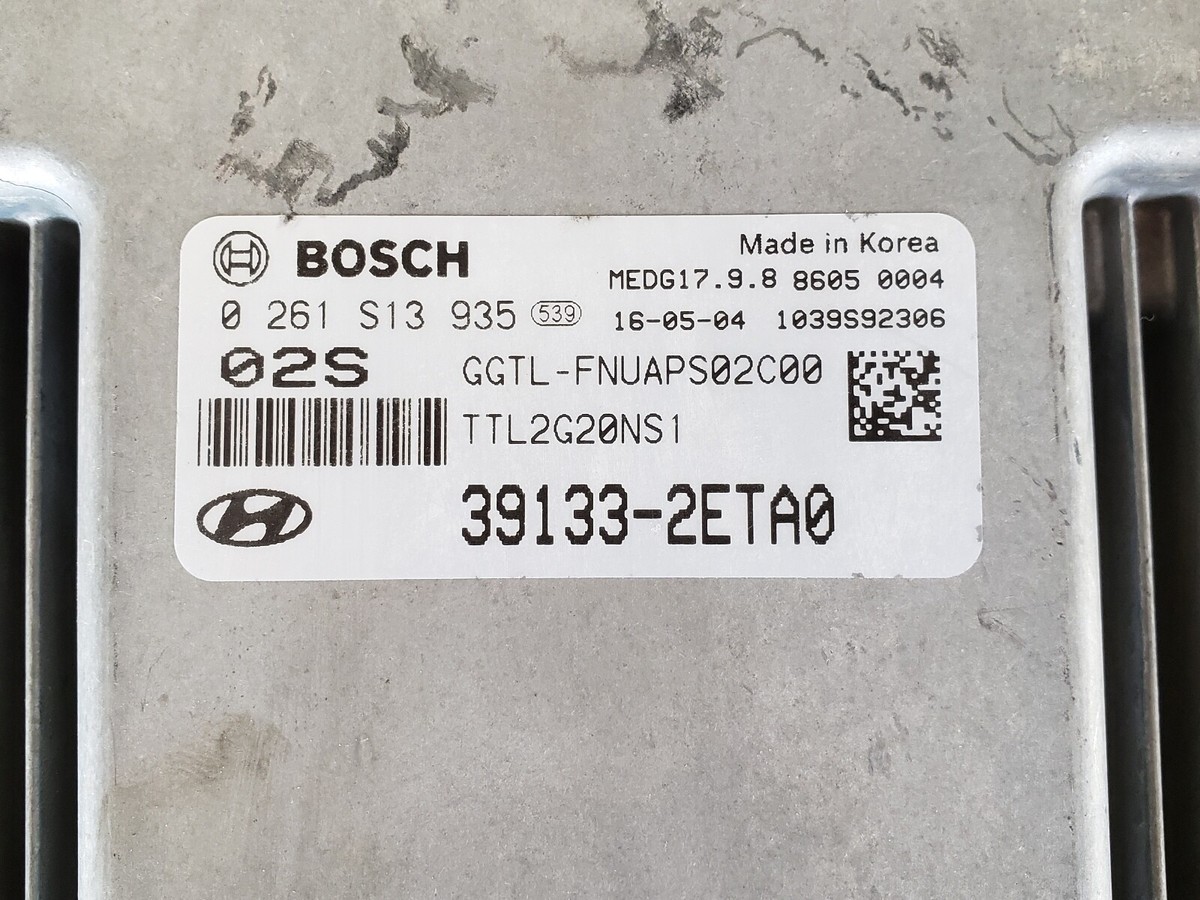 BOSCH
Made in Korea
MEDG17.9.8 8605 0004
0 261 S13 935 539
16-05-04 1039S92306
02S
GGTL-FNUAPS02C00
TTL2G20NS1
39133-2ETA0